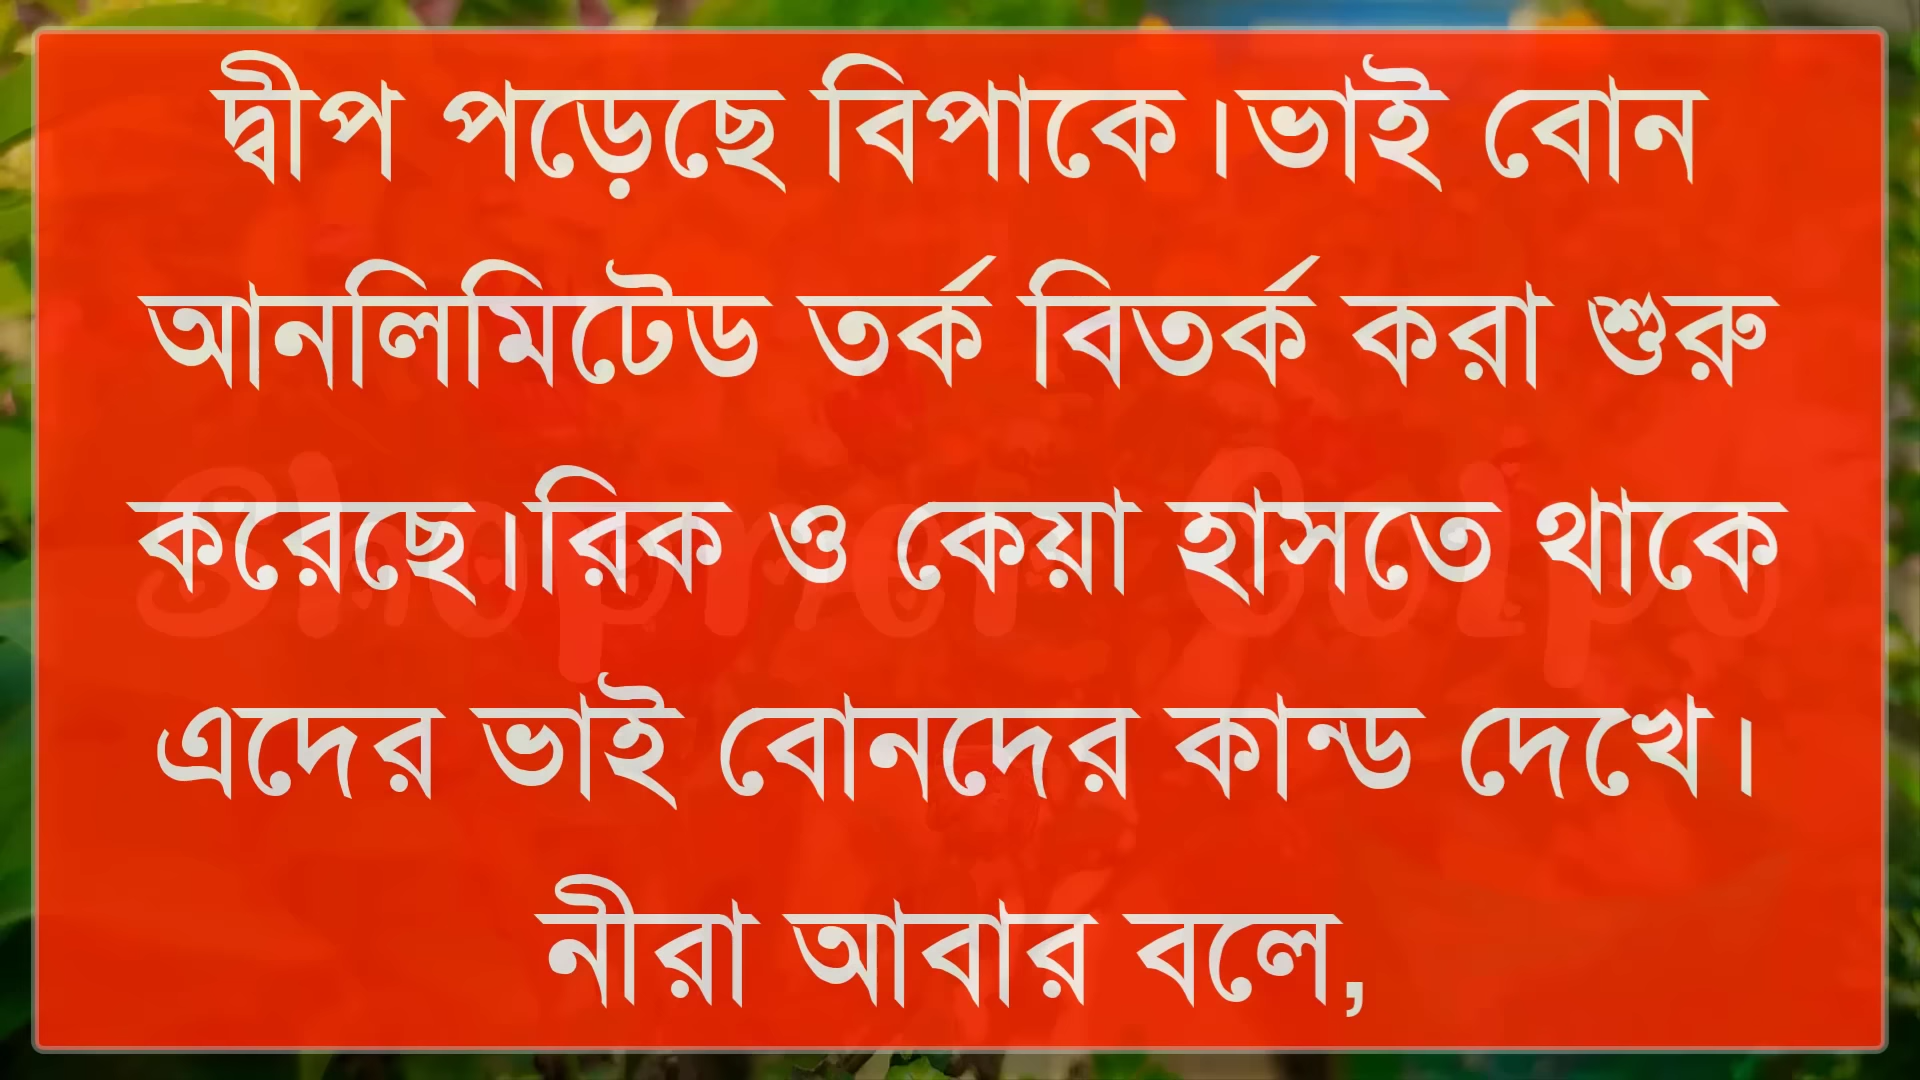 দ্বীপ পড়েছে বিপাকে।ভাই বোন
আনলিমিটেড তর্ক বিতর্ক করা শুরু
করেছে।রিক ও কেয়া হাসতে থাকে
এদের ভাই বোনদের কান্ড দেখে।
নীরা আবার বলে,